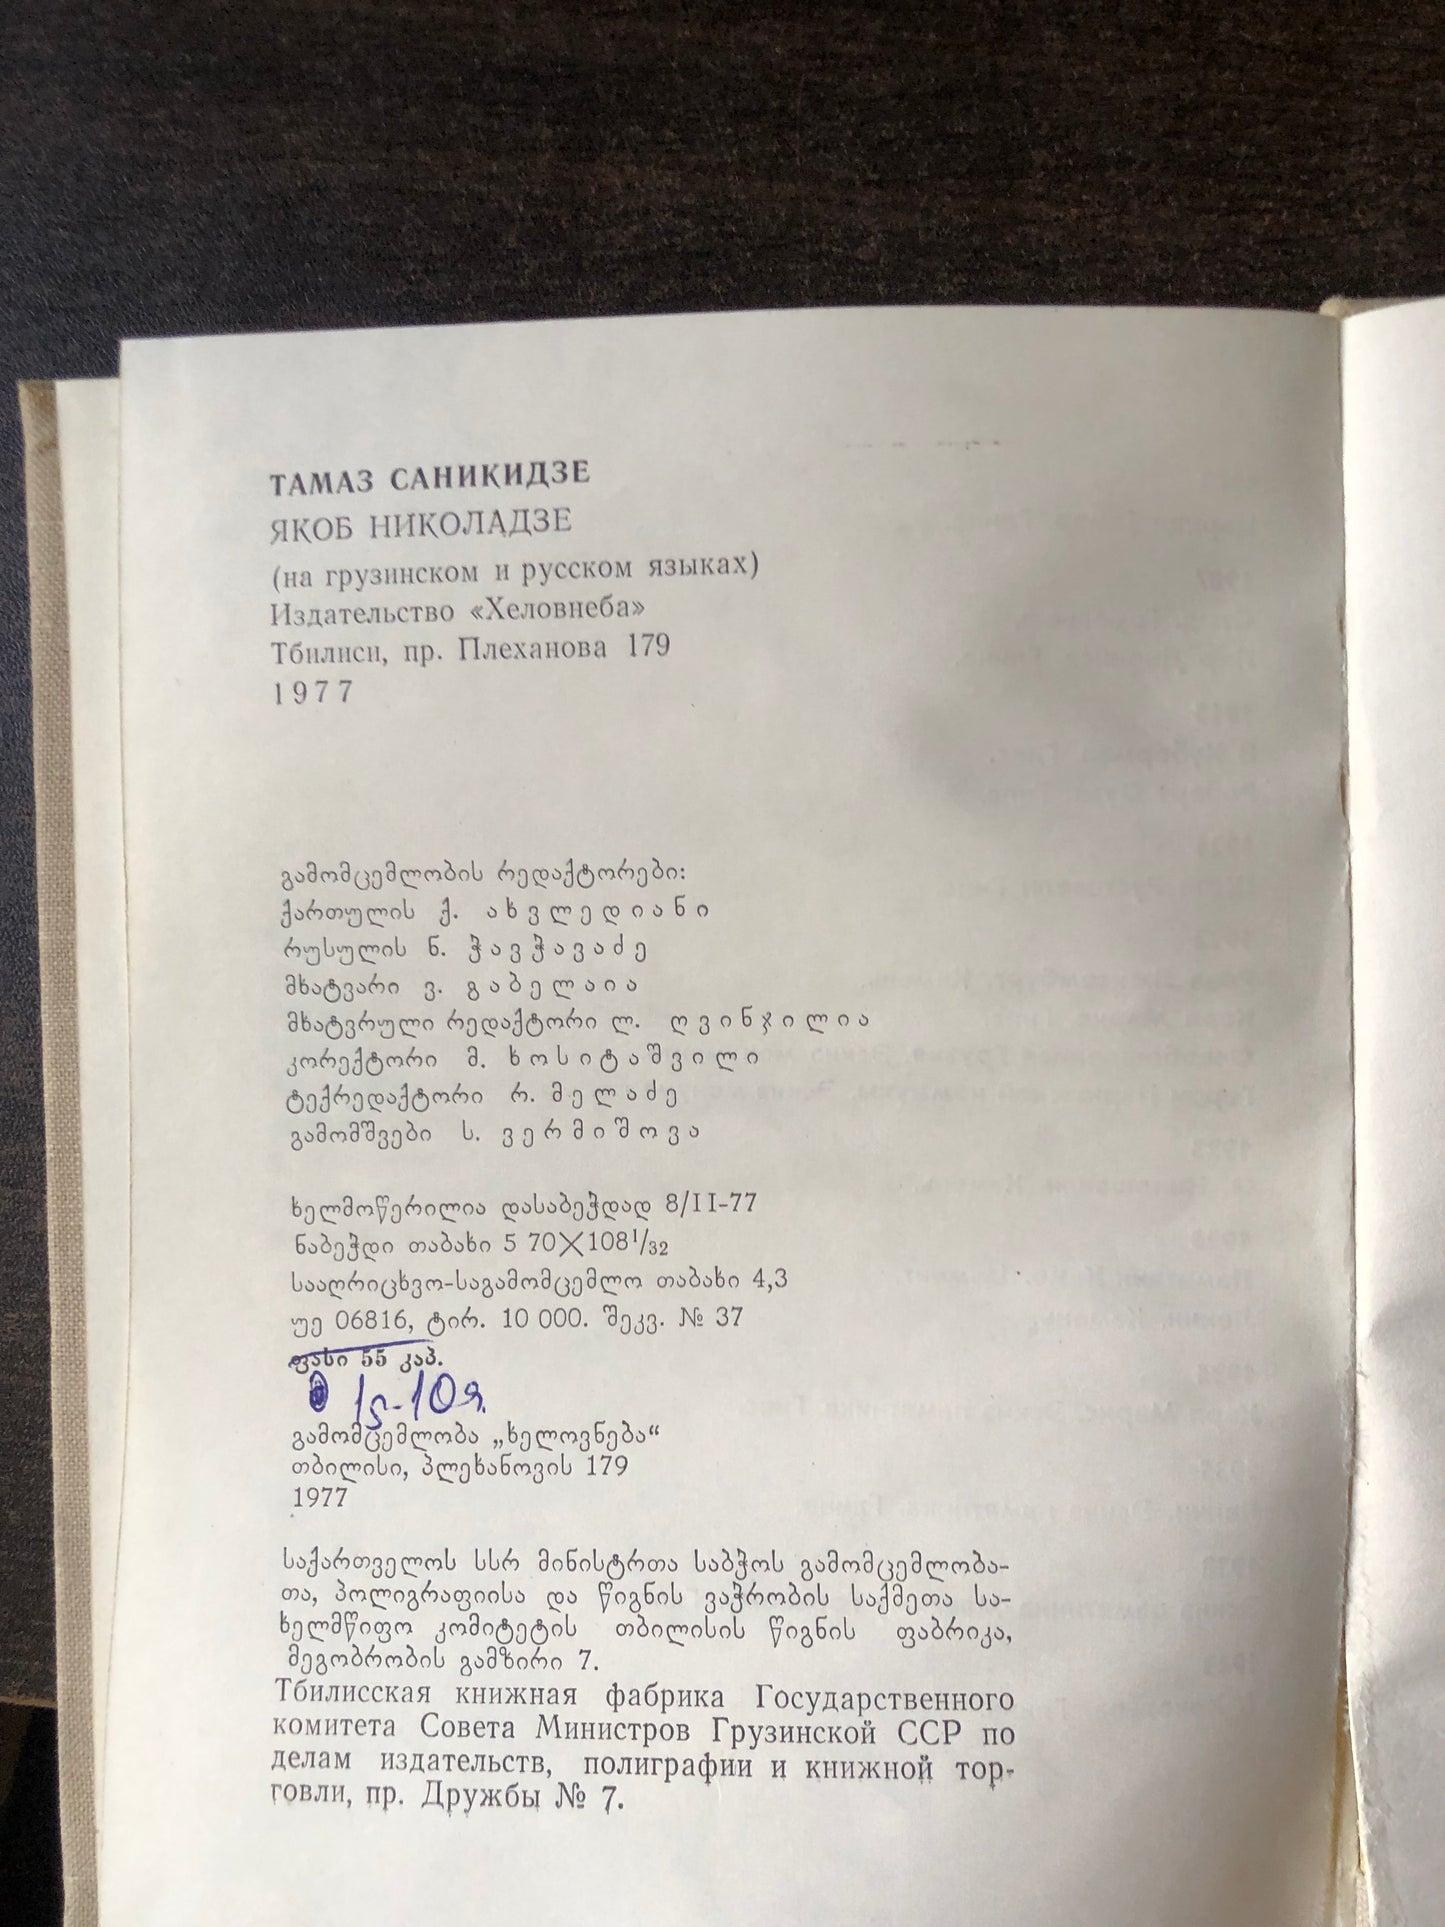 ТАМАЗ САНИКИДЗЕ
ЯКОБ НИКОЛАДЗЕ
(на грузинском и русском языках)
Издательство «Хеловнеба»
Тбилиси, пр. Плеханова 179
1977
გამომცემლობის რედაქტორები:
ქართულის ქ. ახვლედიანი
რუსულის ნ. ჭავჭავაძე
მხატვარი ვ. გაბელაია
მხატვრული რედაქტორი ლ. ღვინჯილია
კორექტორი მ. ხოსიტაშვილი
ტექრედაქტორი რ. მელაძე
გამომშვები ს. ვერმიშოვა
ხელმოწერილია დასაბეჭდად 8/II-77
ნაბეჭდი თაბახი 5 70×108¹/₃₂
სააღრიცხვო-საგამომცემლო თაბახი 4,3
უე 06816, ტირ. 10 000. შეკვ. № 37
ფასი 55 კაპ.
გამომცემლობა „ხელოვნება“
თბილისი, პლეხანოვის 179
1977
საქართველოს სსრ მინისტრთა საბჭოს გამომცემლობა-
თა, პოლიგრაფიისა და წიგნის ვაჭრობის საქმეთა სა-
ხელმწიფო კომიტეტის თბილისის წიგნის ფაბრიკა,
მეგობრობის გამზირი 7.
Тбилисская книжная фабрика Государственного
комитета Совета Министров Грузинской ССР по
делам издательств, полиграфии и книжной тор-
говли, пр. Дружбы № 7.